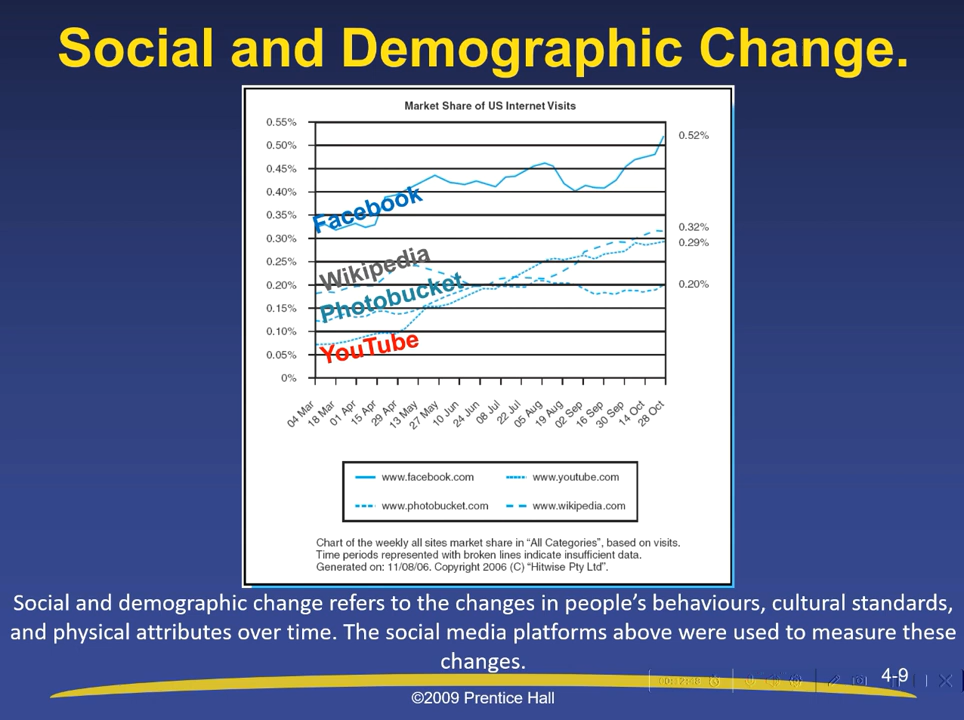 Social and Demographic Change.
Market Share of US Internet Visits
0.55%
0.50%
0.45%
0.40%
0.35%
0.30%
0.25%
0.20%
0.15%
0.10%
0.05%
0%
0.52%
0.32%
0.29%
0.20%
Facebook
Wikipedia
Photobucket
YouTube
04 Mar
18 Mar
01 Apr
15 Apr
29 Apr
13 May
27 May
10 Jun
24 Jun
08 Jul
22 Jul
05 Aug
19 Aug
02 Sep
16 Sep
30 Sep
14 Oct
28 Oct
www.facebook.com
www.youtube.com
www.photobucket.com
www.wikipedia.com
Chart of the weekly all sites market share in “All Categories”, based on visits.
Time periods represented with broken lines indicate insufficient data.
Generated on: 11/08/06. Copyright 2006 (C) “Hitwise Pty Ltd”.
Social and demographic change refers to the changes in people’s behaviours, cultural standards,
and physical attributes over time. The social media platforms above were used to measure these
changes.
4-9
©2009 Prentice Hall